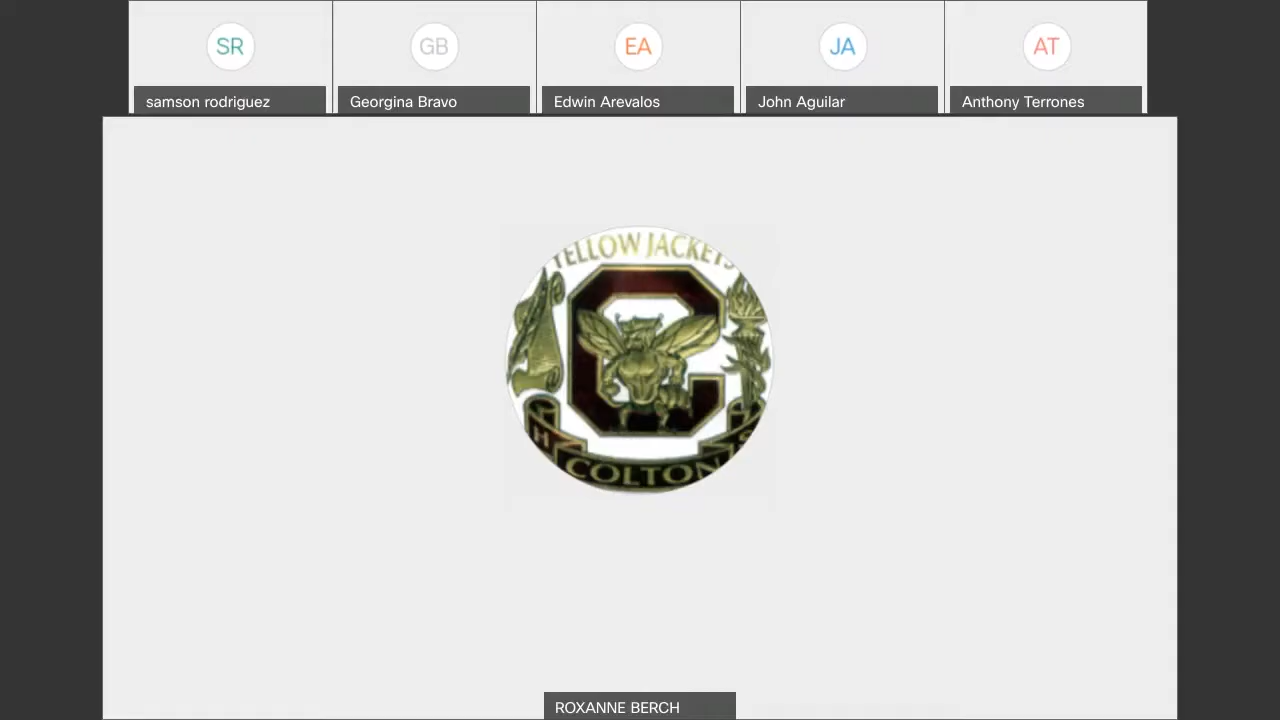 SR
GB
EA
JA
AT
samson rodriguez
Georgina Bravo
Edwin Arevalos
John Aguilar
Anthony Terrones
YELLOW JACKETS
C
H
S
COLTON
ROXANNE BERCH